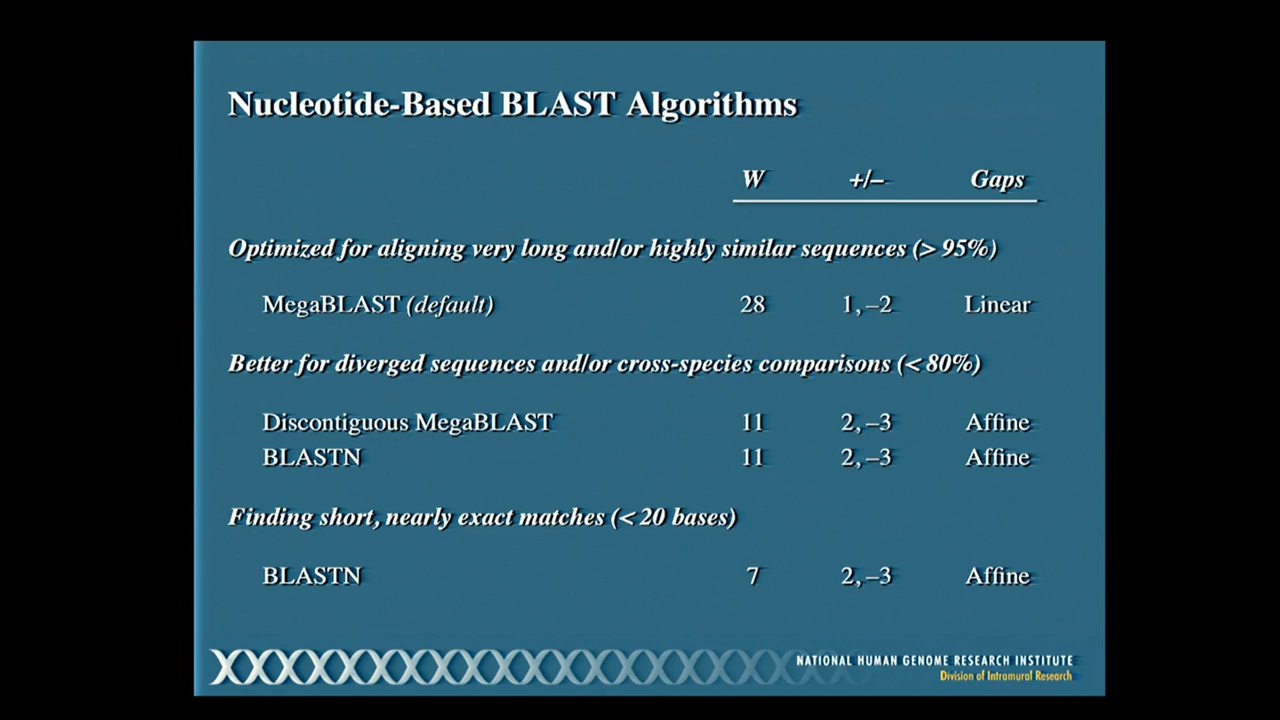 Nucleotide-Based BLAST Algorithms
W +/– Gaps
Optimized for aligning very long and/or highly similar sequences (> 95%)
MegaBLAST (default) 28 1, –2 Linear
Better for diverged sequences and/or cross-species comparisons (< 80%)
Discontiguous MegaBLAST 11 2, –3 Affine
BLASTN 11 2, –3 Affine
Finding short, nearly exact matches (< 20 bases)
BLASTN 7 2, –3 Affine
NATIONAL HUMAN GENOME RESEARCH INSTITUTE
Division of Intramural Research